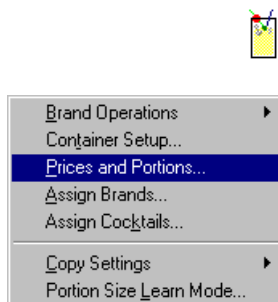 Brand Operations
Container Setup...
Prices and Portions...
Assign Brands...
Assign Cocktails...
Copy Settings
Portion Size Learn Mode...